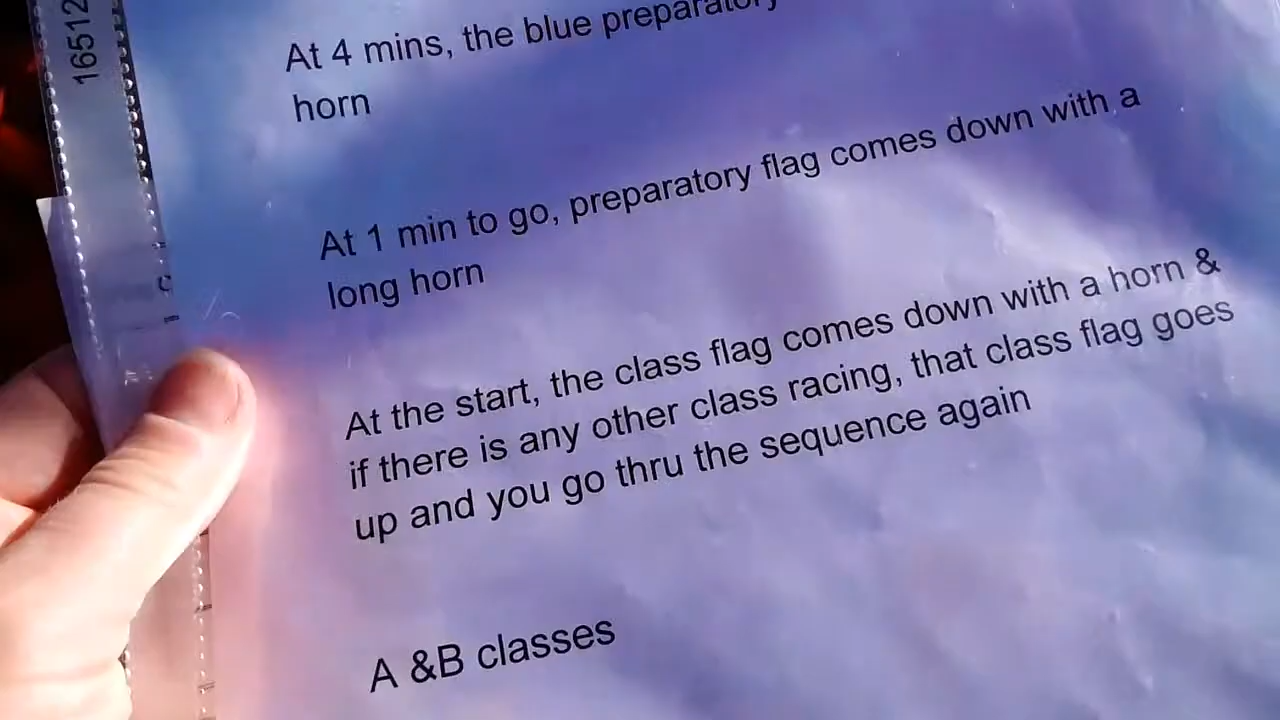 16512
At 4 mins, the blue preparatory
horn
At 1 min to go, preparatory flag comes down with a
long horn
At the start, the class flag comes down with a horn &
if there is any other class racing, that class flag goes
up and you go thru the sequence again
A &B classes